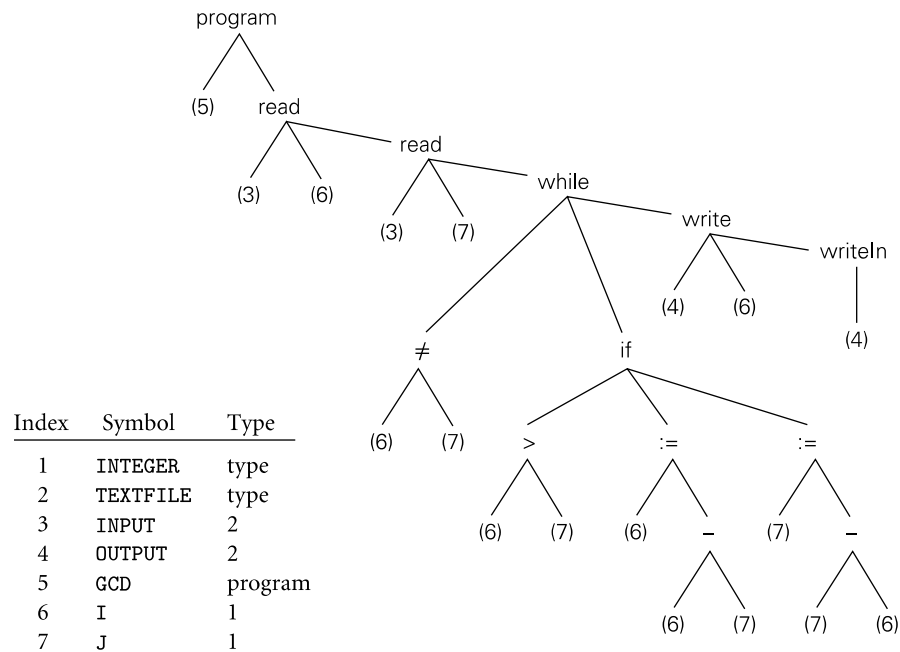 program
(5) read
read
(3) (6)
while
(3) (7)
write
writeln
(4) (6)
(4)
≠ if
Index Symbol Type
(6) (7) > := :=
1 INTEGER type
2 TEXTFILE type
3 INPUT 2
(6) (7) (6) – (7) –
4 OUTPUT 2
5 GCD program
6 I 1
(6) (7) (7) (6)
7 J 1